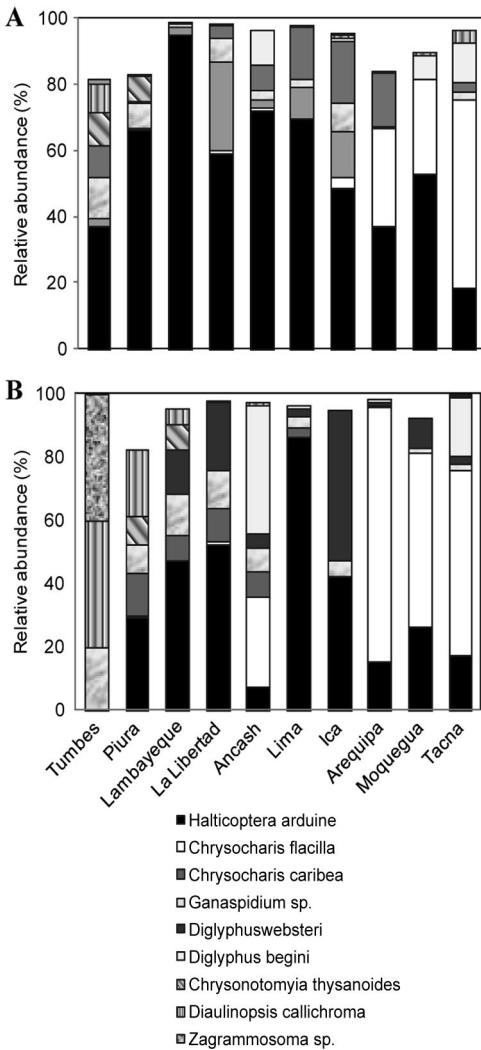 A
Relative abundance (%)
100
80
60
40
20
0
B
Relative abundance (%)
100
80
60
40
20
0
Tumbes
Piura
Lambayeque
La Libertad
Ancash
Lima
Ica
Arequipa
Moquegua
Tacna
Halticoptera arduine
Chrysocharis flacilla
Chrysocharis caribea
Ganaspidium sp.
Diglyphuswebsteri
Diglyphus begini
Chrysonotomyia thysanoides
Diaulinopsis callichroma
Zagrammosoma sp.